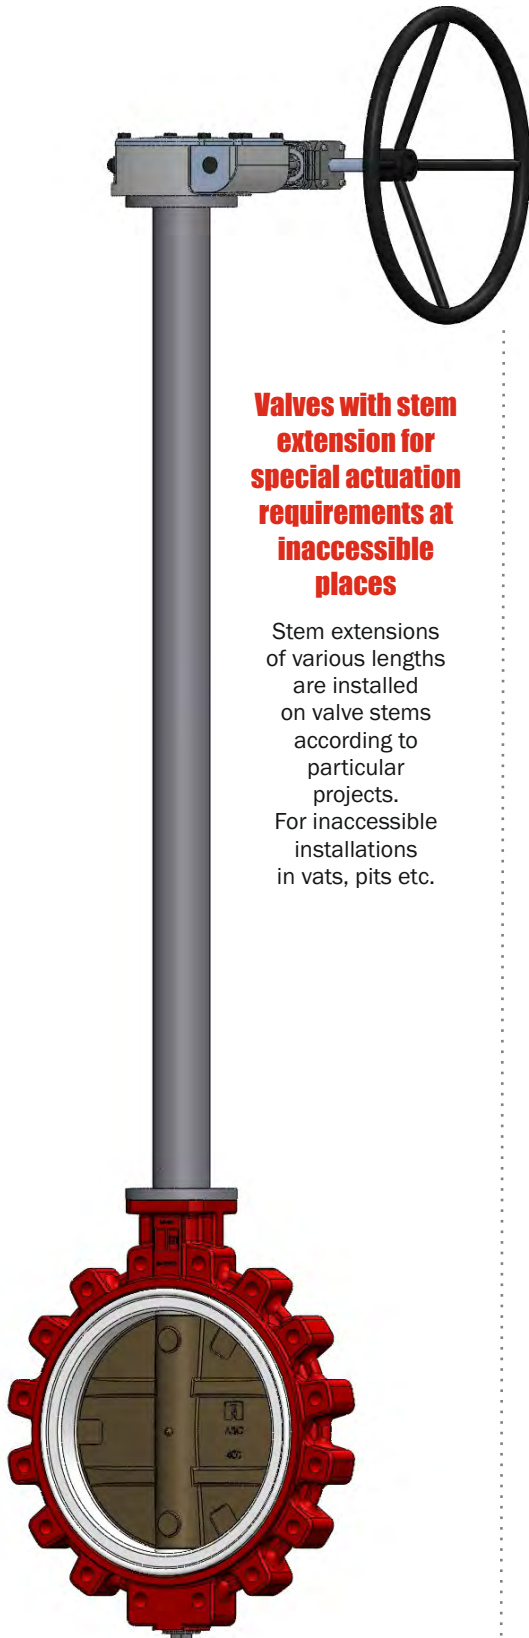 Valves with stem
extension for
special actuation
requirements at
inaccessible
places
Stem extensions
of various lengths
are installed
on valve stems
according to
particular
projects.
For inaccessible
installations
in vats, pits etc.